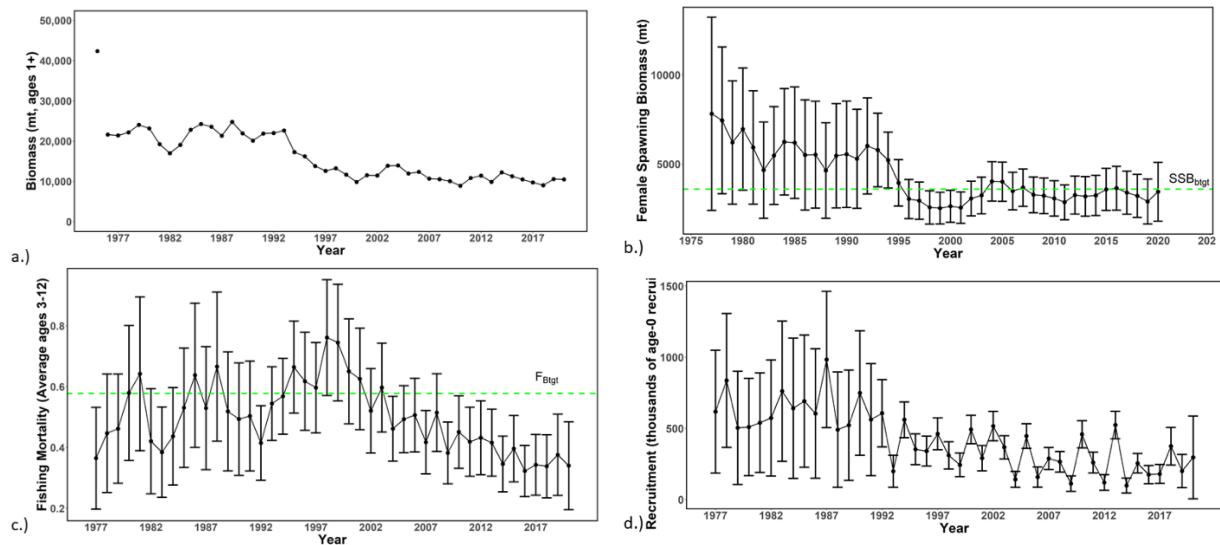 50,000
40,000
30,000
20,000
10,000
0
Biomass (mt, ages 1+)
1977 1982 1987 1992 1997 2002 2007 2012 2017
Year
a.)
10000
5000
0
Female Spawning Biomass (mt)
SSBbtgt
1975 1980 1985 1990 1995 2000 2005 2010 2015 2020 202
Year
b.)
0.8
0.6
0.4
0.2
Fishing Mortality (Average ages 3-12)
FBtgt
1977 1982 1987 1992 1997 2002 2007 2012 2017
Year
c.)
1500
1000
500
0
Recruitment (thousands of age-0 recrui
1977 1982 1987 1992 1997 2002 2007 2012 2017
Year
d.)